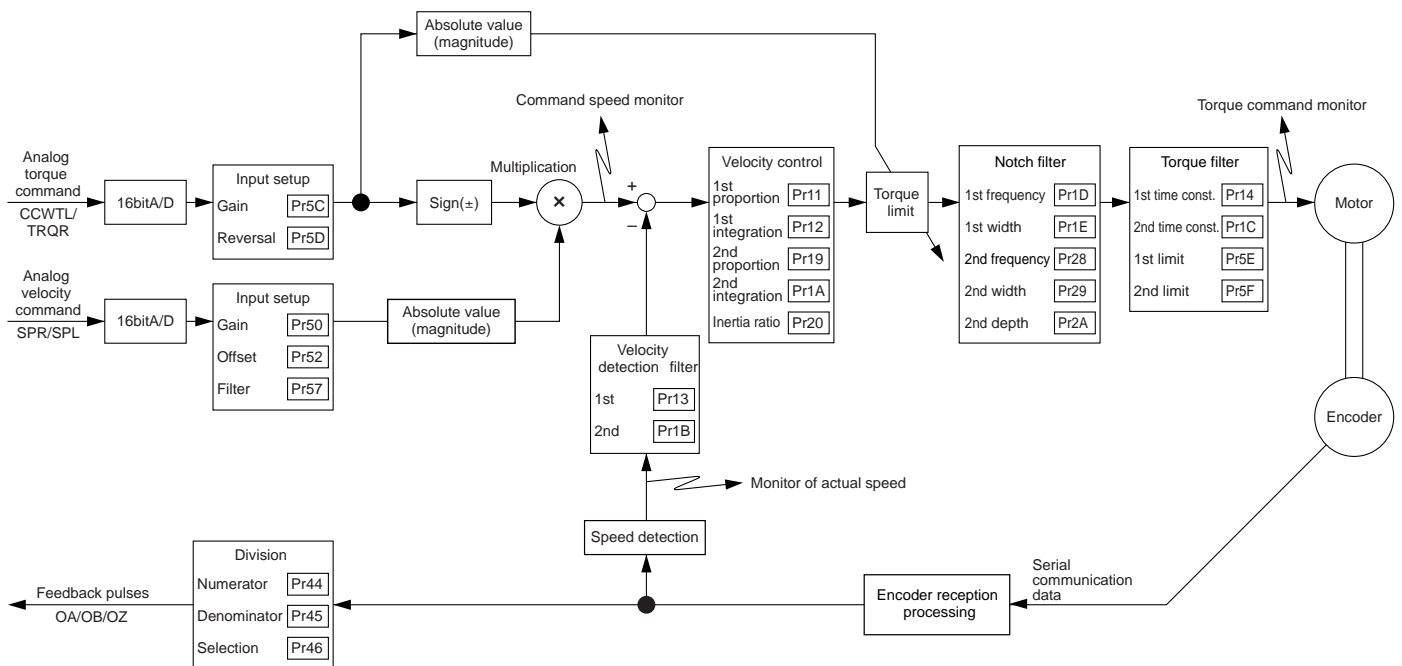 Absolute value
(magnitude)
Command speed monitor
Torque command monitor
Analog
torque
command
CCWTL/
TRQR
16bitA/D
Input setup
Gain Pr5C
Reversal Pr5D
Sign(±)
Multiplication
×
+
−
Velocity control
1st
proportion Pr11
1st
integration Pr12
2nd
proportion Pr19
2nd
integration Pr1A
Inertia ratio Pr20
Torque
limit
Notch filter
1st frequency Pr1D
1st width Pr1E
2nd frequency Pr28
2nd width Pr29
2nd depth Pr2A
Torque filter
1st time const. Pr14
2nd time const. Pr1C
1st limit Pr5E
2nd limit Pr5F
Motor
Analog
velocity
command
SPR/SPL
16bitA/D
Input setup
Gain Pr50
Offset Pr52
Filter Pr57
Absolute value
(magnitude)
Velocity
detection filter
1st Pr13
2nd Pr1B
Encoder
Monitor of actual speed
Speed detection
Division
Numerator Pr44
Denominator Pr45
Selection Pr46
Feedback pulses
OA/OB/OZ
Encoder reception
processing
Serial
communication
data